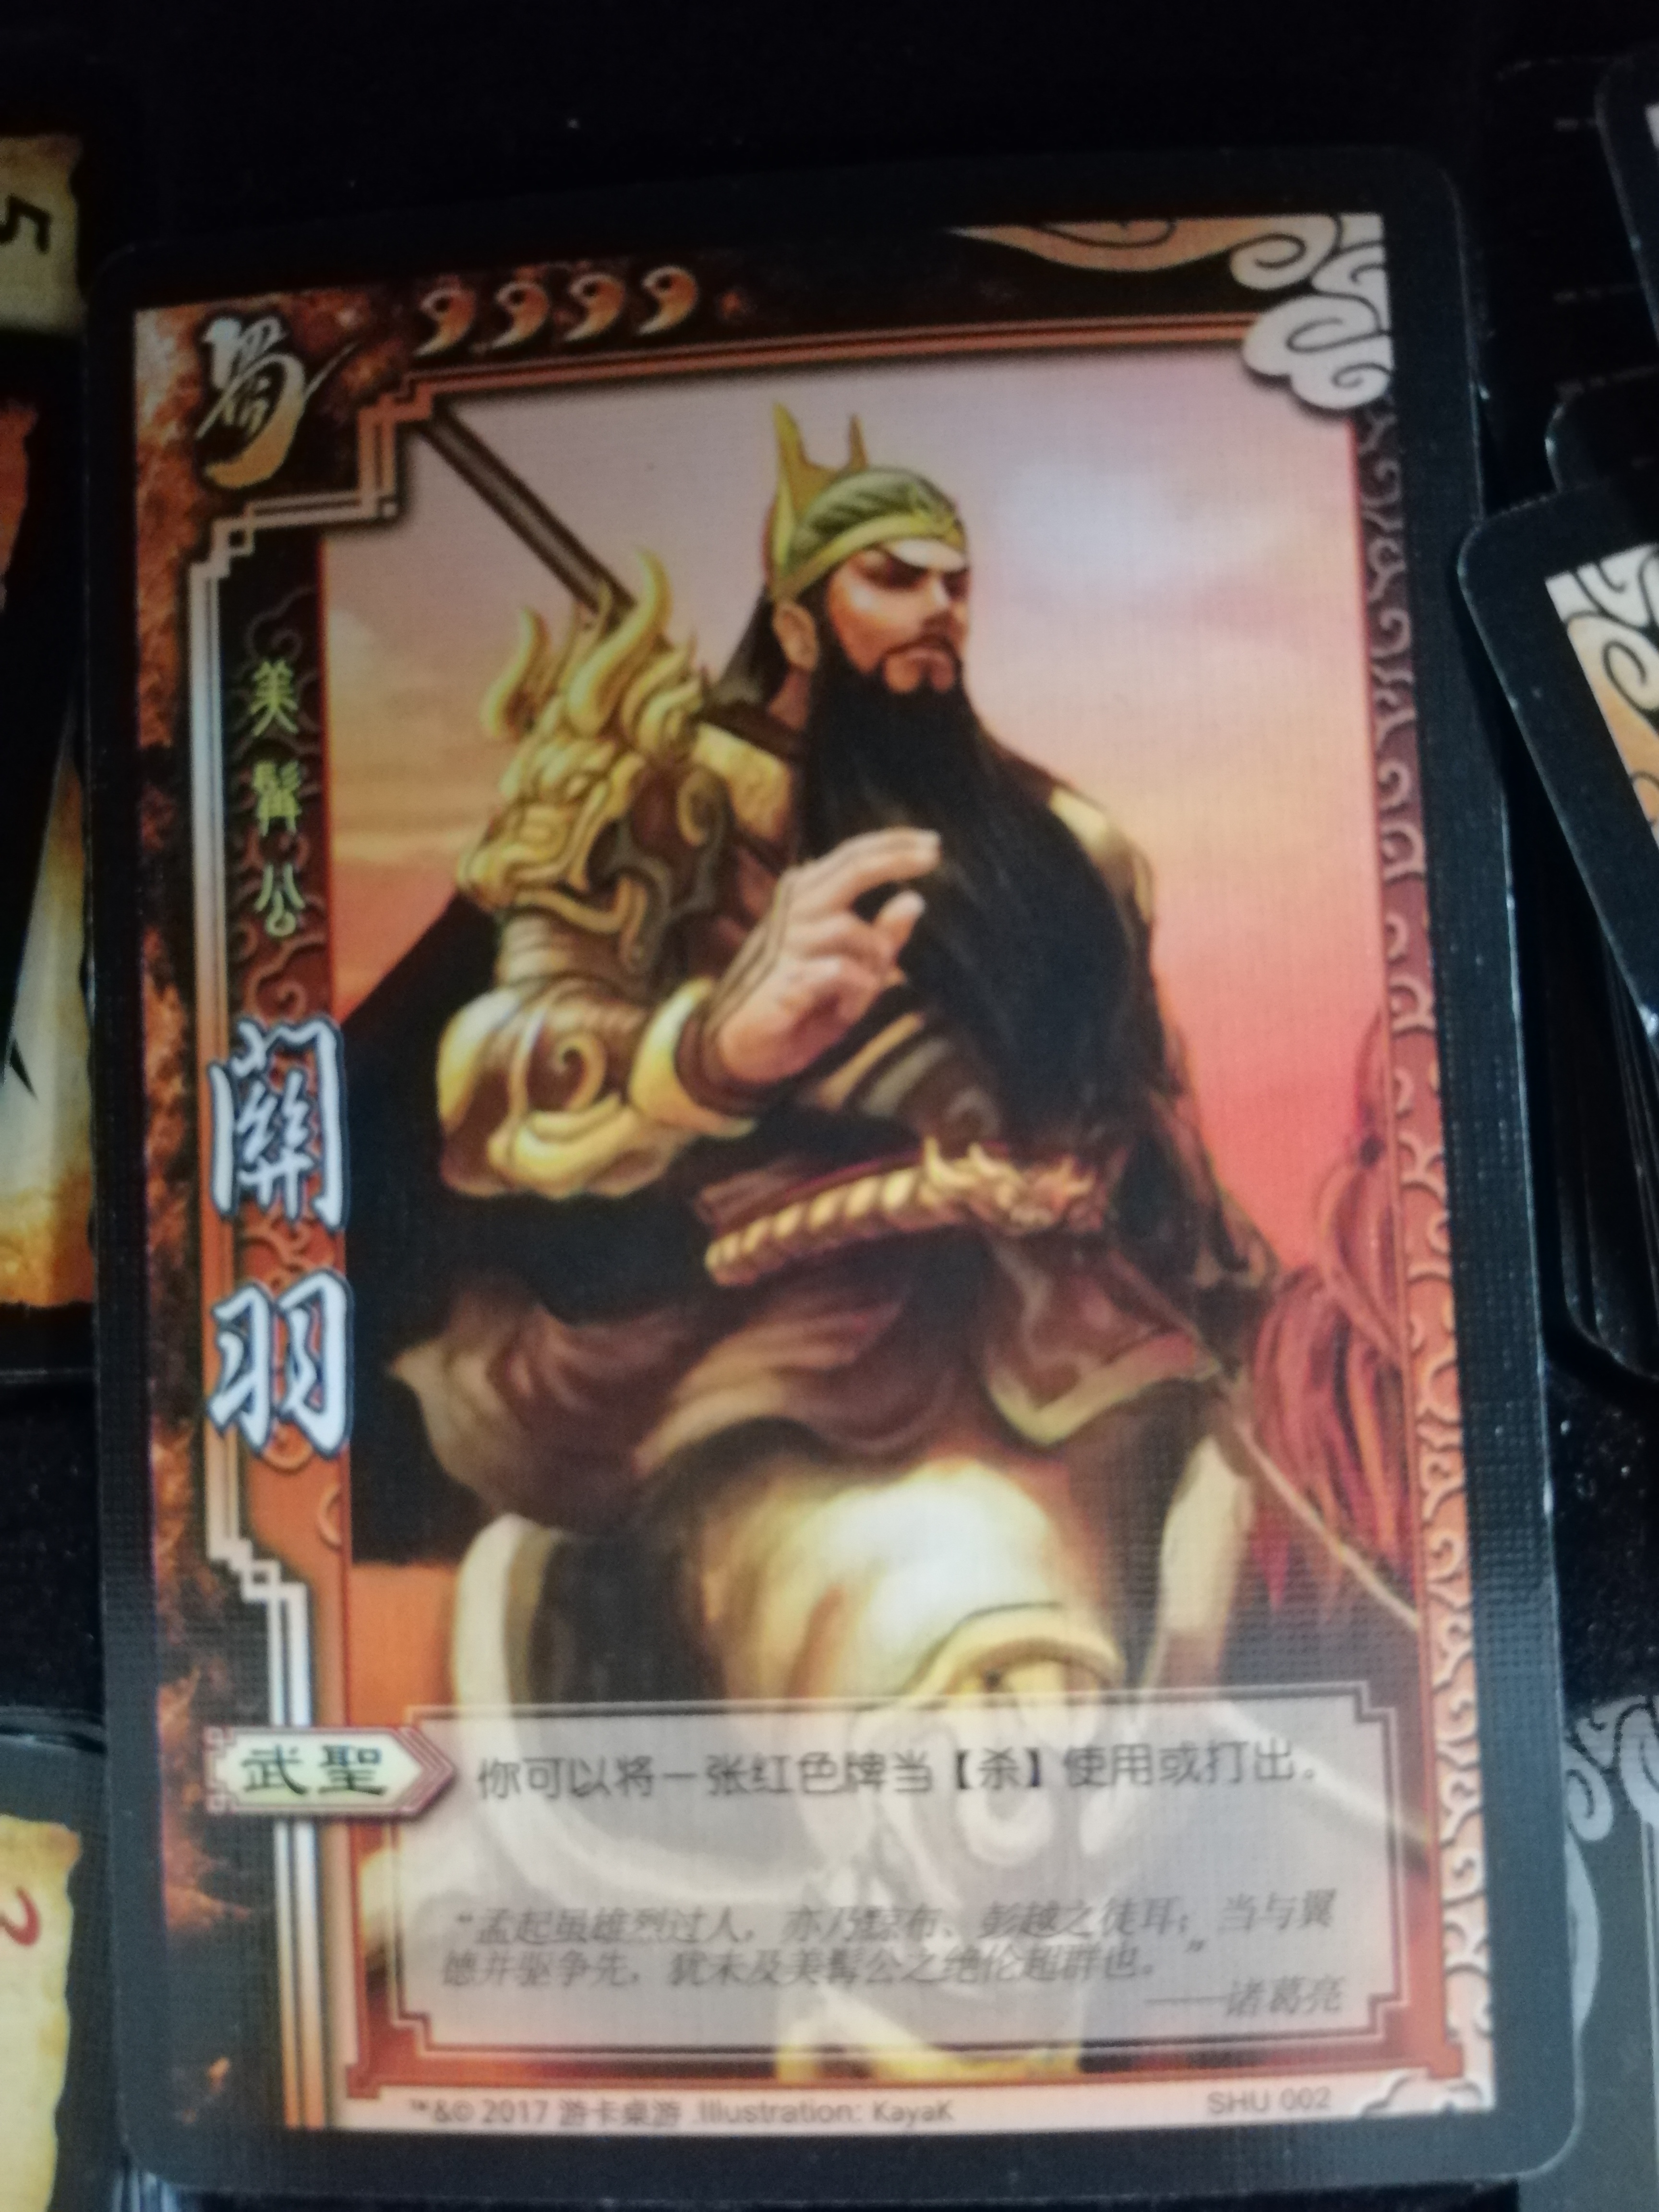 5
蜀
美髯公
關羽
武聖
你可以将一张红色牌当【杀】使用或打出。
“孟起虽雄烈过人，亦乃黥布、彭越之徒耳；当与翼
德并驱争先，犹未及美髯公之绝伦超群也。”
——诸葛亮
™&© 2017 游卡桌游 .Illustration: KayaK
SHU 002
2